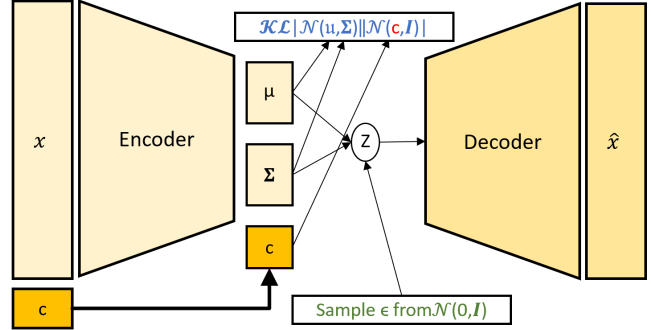 𝓚𝓛|𝒩(μ,Σ)||𝒩(c,I)|
x
Encoder
μ
Σ
c
Z
Decoder
x̂
c
Sample ϵ from𝒩(0,I)